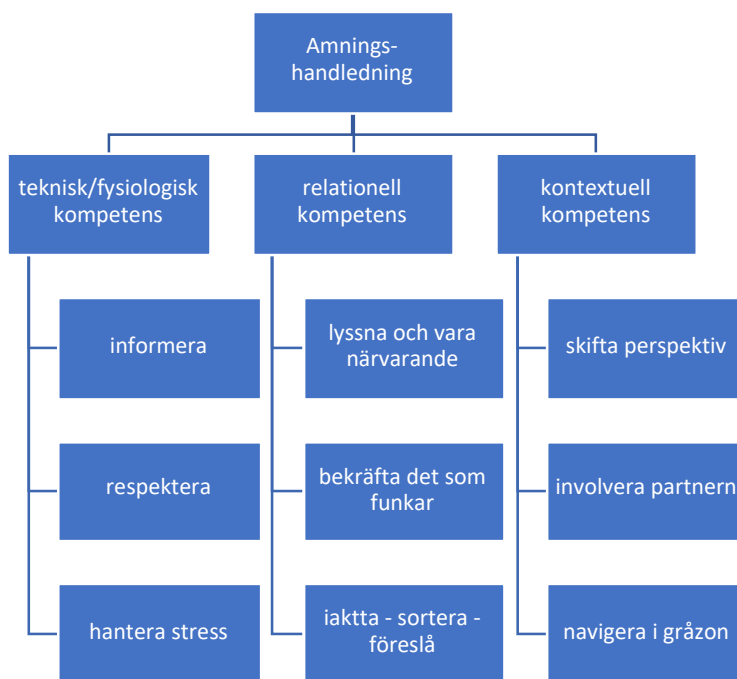 Amnings-
handledning
teknisk/fysiologisk
kompetens
relationell
kompetens
kontextuell
kompetens
informera
lyssna och vara
närvarande
skifta perspektiv
respektera
bekräfta det som
funkar
involvera partnern
hantera stress
iaktta - sortera -
föreslå
navigera i gråzon